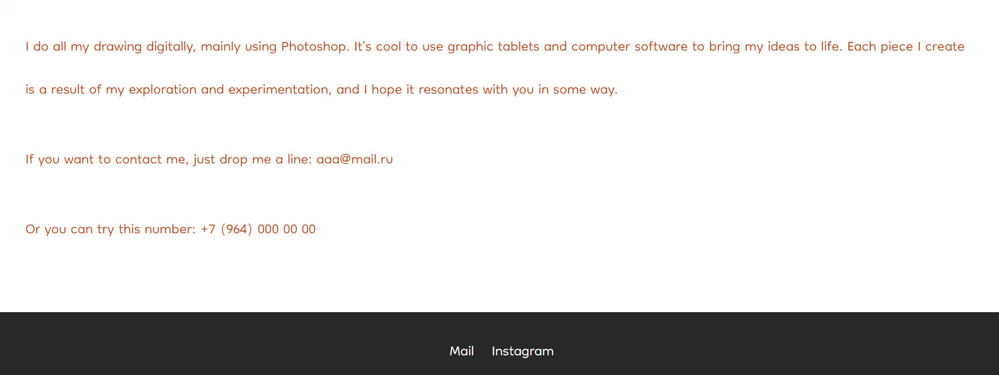 I do all my drawing digitally, mainly using Photoshop. It's cool to use graphic tablets and computer software to bring my ideas to life. Each piece I create
is a result of my exploration and experimentation, and I hope it resonates with you in some way.
If you want to contact me, just drop me a line: aaa@mail.ru
Or you can try this number: +7 (964) 000 00 00
Mail Instagram